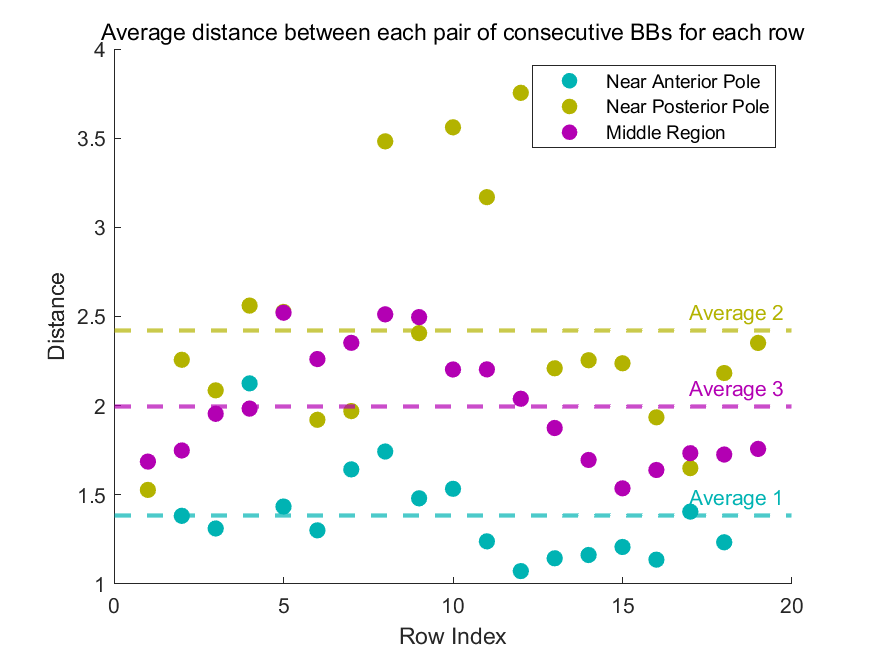 Average distance between each pair of consecutive BBs for each row
4
3.5
3
2.5
2
1.5
1
Distance
Near Anterior Pole
Near Posterior Pole
Middle Region
Average 2
Average 3
Average 1
0
5
10
15
20
Row Index